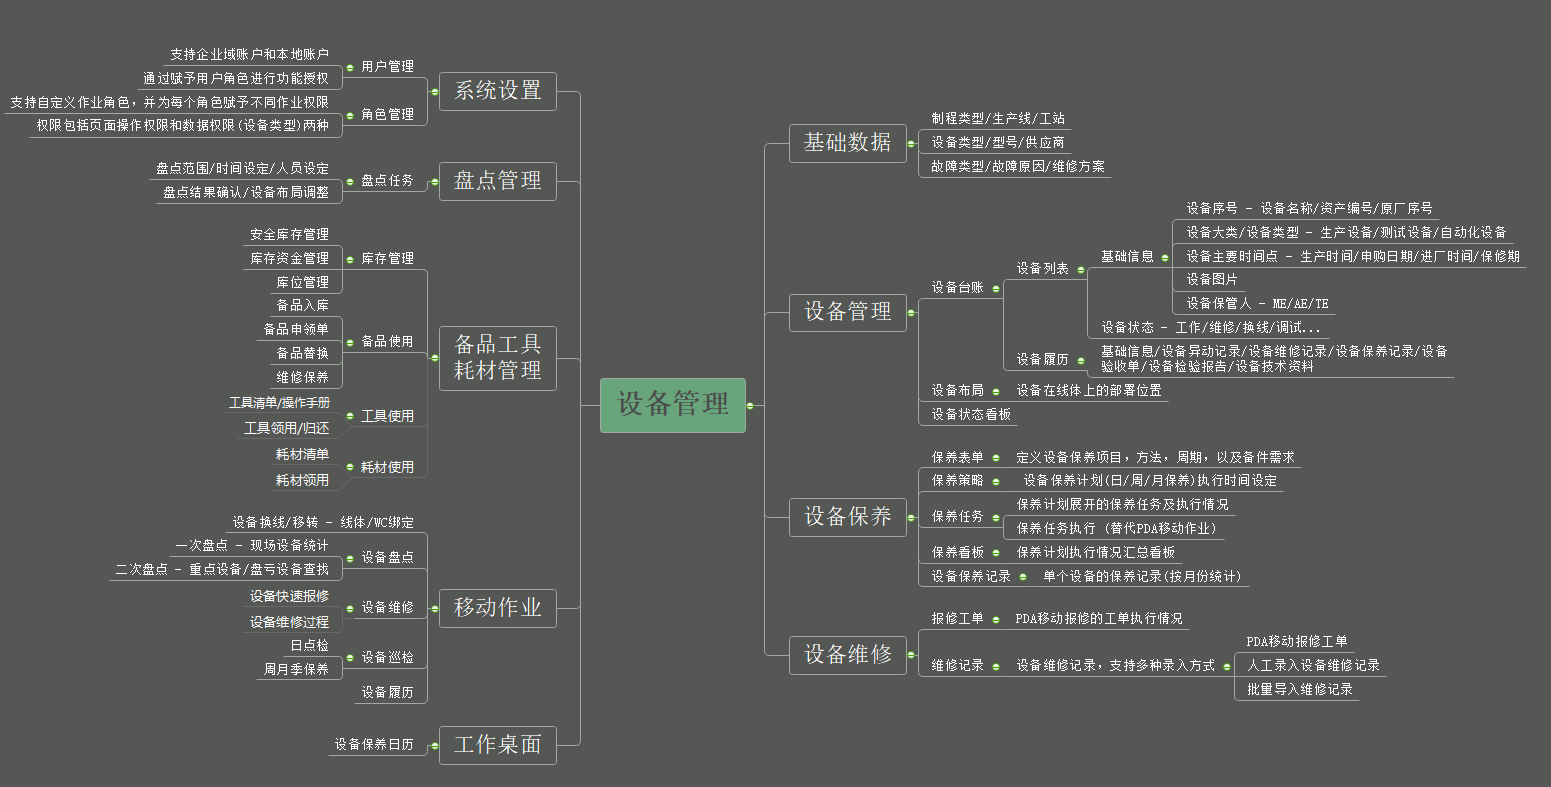 设备管理
基础数据
制程类型/生产线/工站
设备类型/型号/供应商
故障类型/故障原因/维修方案
设备管理
设备台账
设备列表
基础信息
设备序号 - 设备名称/资产编号/原厂序号
设备大类/设备类型 - 生产设备/测试设备/自动化设备
设备主要时间点 - 生产时间/申购日期/进厂时间/保修期
设备图片
设备保管人 - ME/AE/TE
设备状态 - 工作/维修/换线/调试...
设备履历
基础信息/设备异动记录/设备维修记录/设备保养记录/设备
验收单/设备检验报告/设备技术资料
设备布局
设备在线体上的部署位置
设备状态看板
设备保养
保养表单
定义设备保养项目，方法，周期，以及备件需求
保养策略
设备保养计划(日/周/月保养)执行时间设定
保养任务
保养计划展开的保养任务及执行情况
保养任务执行 (替代PDA移动作业)
保养看板
保养计划执行情况汇总看板
设备保养记录
单个设备的保养记录(按月份统计)
设备维修
报修工单
PDA移动报修的工单执行情况
维修记录
设备维修记录，支持多种录入方式
PDA移动报修工单
人工录入设备维修记录
批量导入维修记录
系统设置
用户管理
支持企业域账户和本地账户
通过赋予用户角色进行功能授权
角色管理
支持自定义作业角色，并为每个角色赋予不同作业权限
权限包括页面操作权限和数据权限(设备类型)两种
盘点管理
盘点任务
盘点范围/时间设定/人员设定
盘点结果确认/设备布局调整
备品工具
耗材管理
库存管理
安全库存管理
库存资金管理
库位管理
备品使用
备品入库
备品申领单
备品替换
维修保养
工具使用
工具清单/操作手册
工具领用/归还
耗材使用
耗材清单
耗材领用
移动作业
设备换线/移转 - 线体/WC绑定
设备盘点
一次盘点 - 现场设备统计
二次盘点 - 重点设备/盘亏设备查找
设备维修
设备快速报修
设备维修过程
设备巡检
日点检
周月季保养
设备履历
工作桌面
设备保养日历